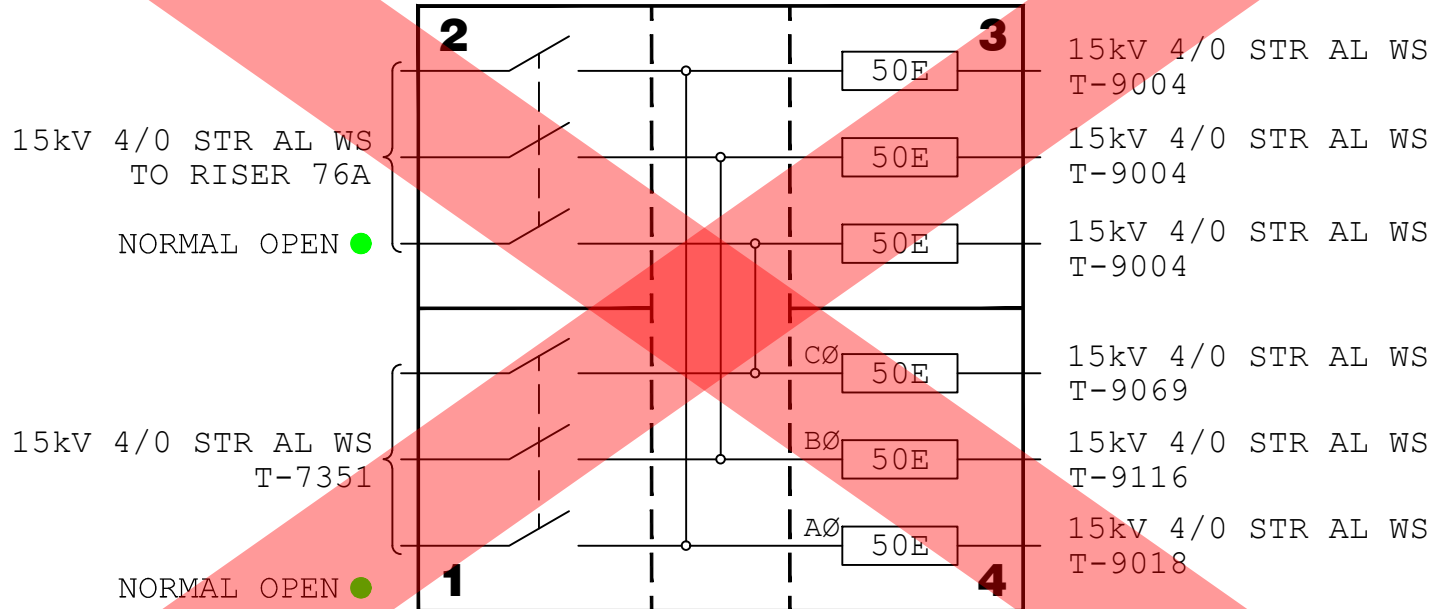 2
3
15kV 4/0 STR AL WS
TO RISER 76A
NORMAL OPEN
50E
15kV 4/0 STR AL WS
T-9004
50E
15kV 4/0 STR AL WS
T-9004
50E
15kV 4/0 STR AL WS
T-9004
15kV 4/0 STR AL WS
T-7351
NORMAL OPEN
1
CØ
50E
15kV 4/0 STR AL WS
T-9069
BØ
50E
15kV 4/0 STR AL WS
T-9116
AØ
50E
15kV 4/0 STR AL WS
T-9018
4